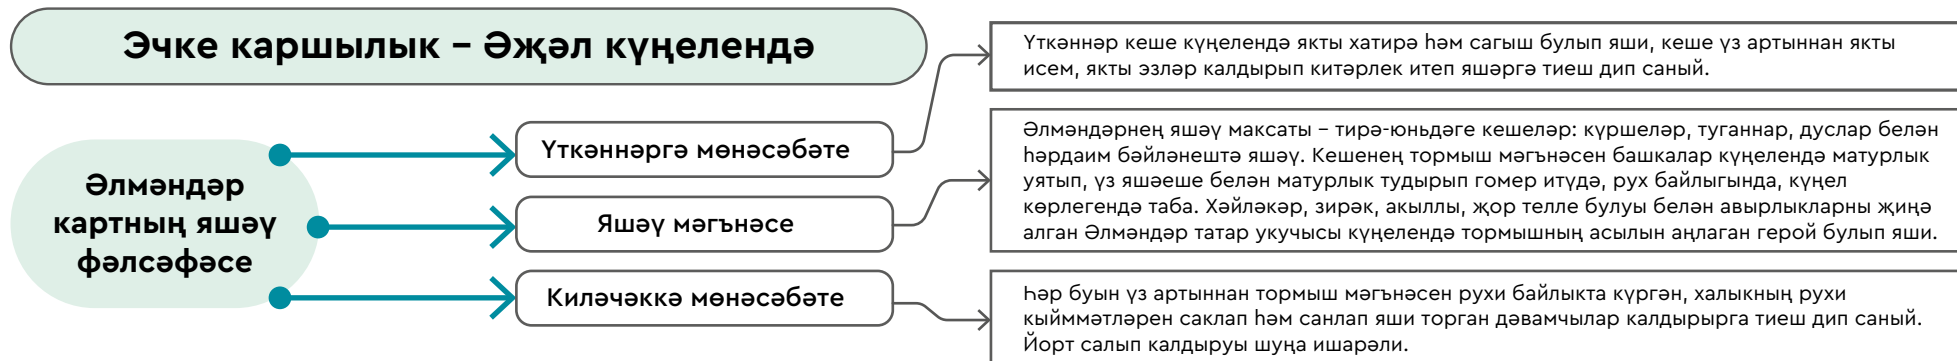 Эчке каршылык – Әҗәл күңелендә
Әлмәндәр
картның яшәү
фәлсәфәсе
Үткәннәргә мөнәсәбәте
Үткәннәр кеше күңелендә якты хатирә һәм сагыш булып яши, кеше үз артыннан якты
исем, якты эзләр калдырып китәрлек итеп яшәргә тиеш дип саный.
Яшәү мәгънәсе
Әлмәндәрнең яшәү максаты – тирә-юньдәге кешеләр: күршеләр, туганнар, дуслар белән
һәрдаим бәйләнештә яшәү. Кешенең тормыш мәгънәсен башкалар күңелендә матурлык
уятып, үз яшәеше белән матурлык тудырып гомер итүдә, рух байлыгында, күңел
көрлегендә таба. Хәйләкәр, зирәк, акыллы, җор телле булуы белән авырлыкларны җиңә
алган Әлмәндәр татар укучысы күңелендә тормышның асылын аңлаган герой булып яши.
Киләчәккә мөнәсәбәте
Һәр буын үз артыннан тормыш мәгънәсен рухи байлыкта күргән, халыкның рухи
кыйммәтләрен саклап һәм санлап яши торган дәвамчылар калдырырга тиеш дип саный.
Йорт салып калдыруы шуңа ишарәли.